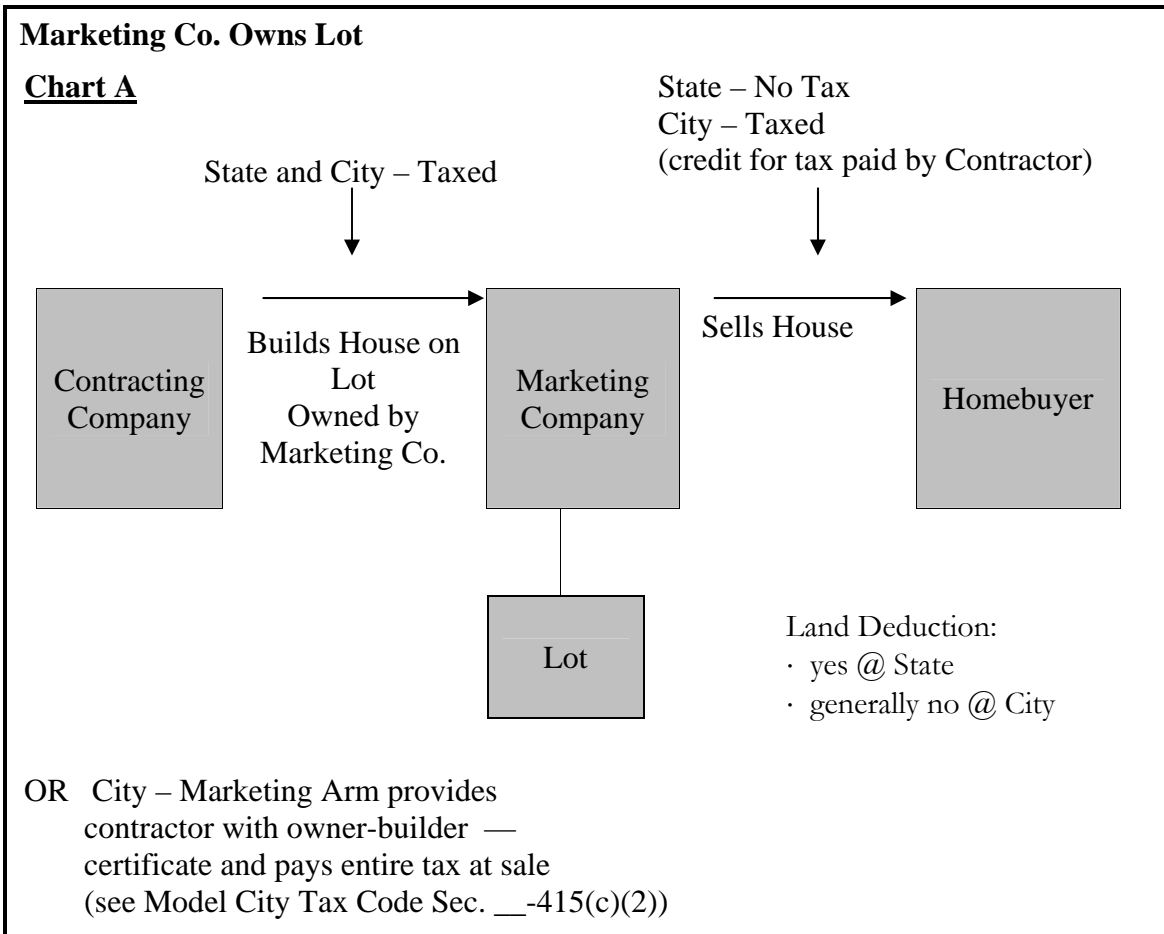 Marketing Co. Owns Lot
Chart A
State – No Tax
City – Taxed
(credit for tax paid by Contractor)
State and City – Taxed
Contracting
Company
Builds House on
Lot
Owned by
Marketing Co.
Marketing
Company
Sells House
Homebuyer
Lot
Land Deduction:
· yes @ State
· generally no @ City
OR City – Marketing Arm provides
contractor with owner-builder —
certificate and pays entire tax at sale
(see Model City Tax Code Sec. __-415(c)(2))